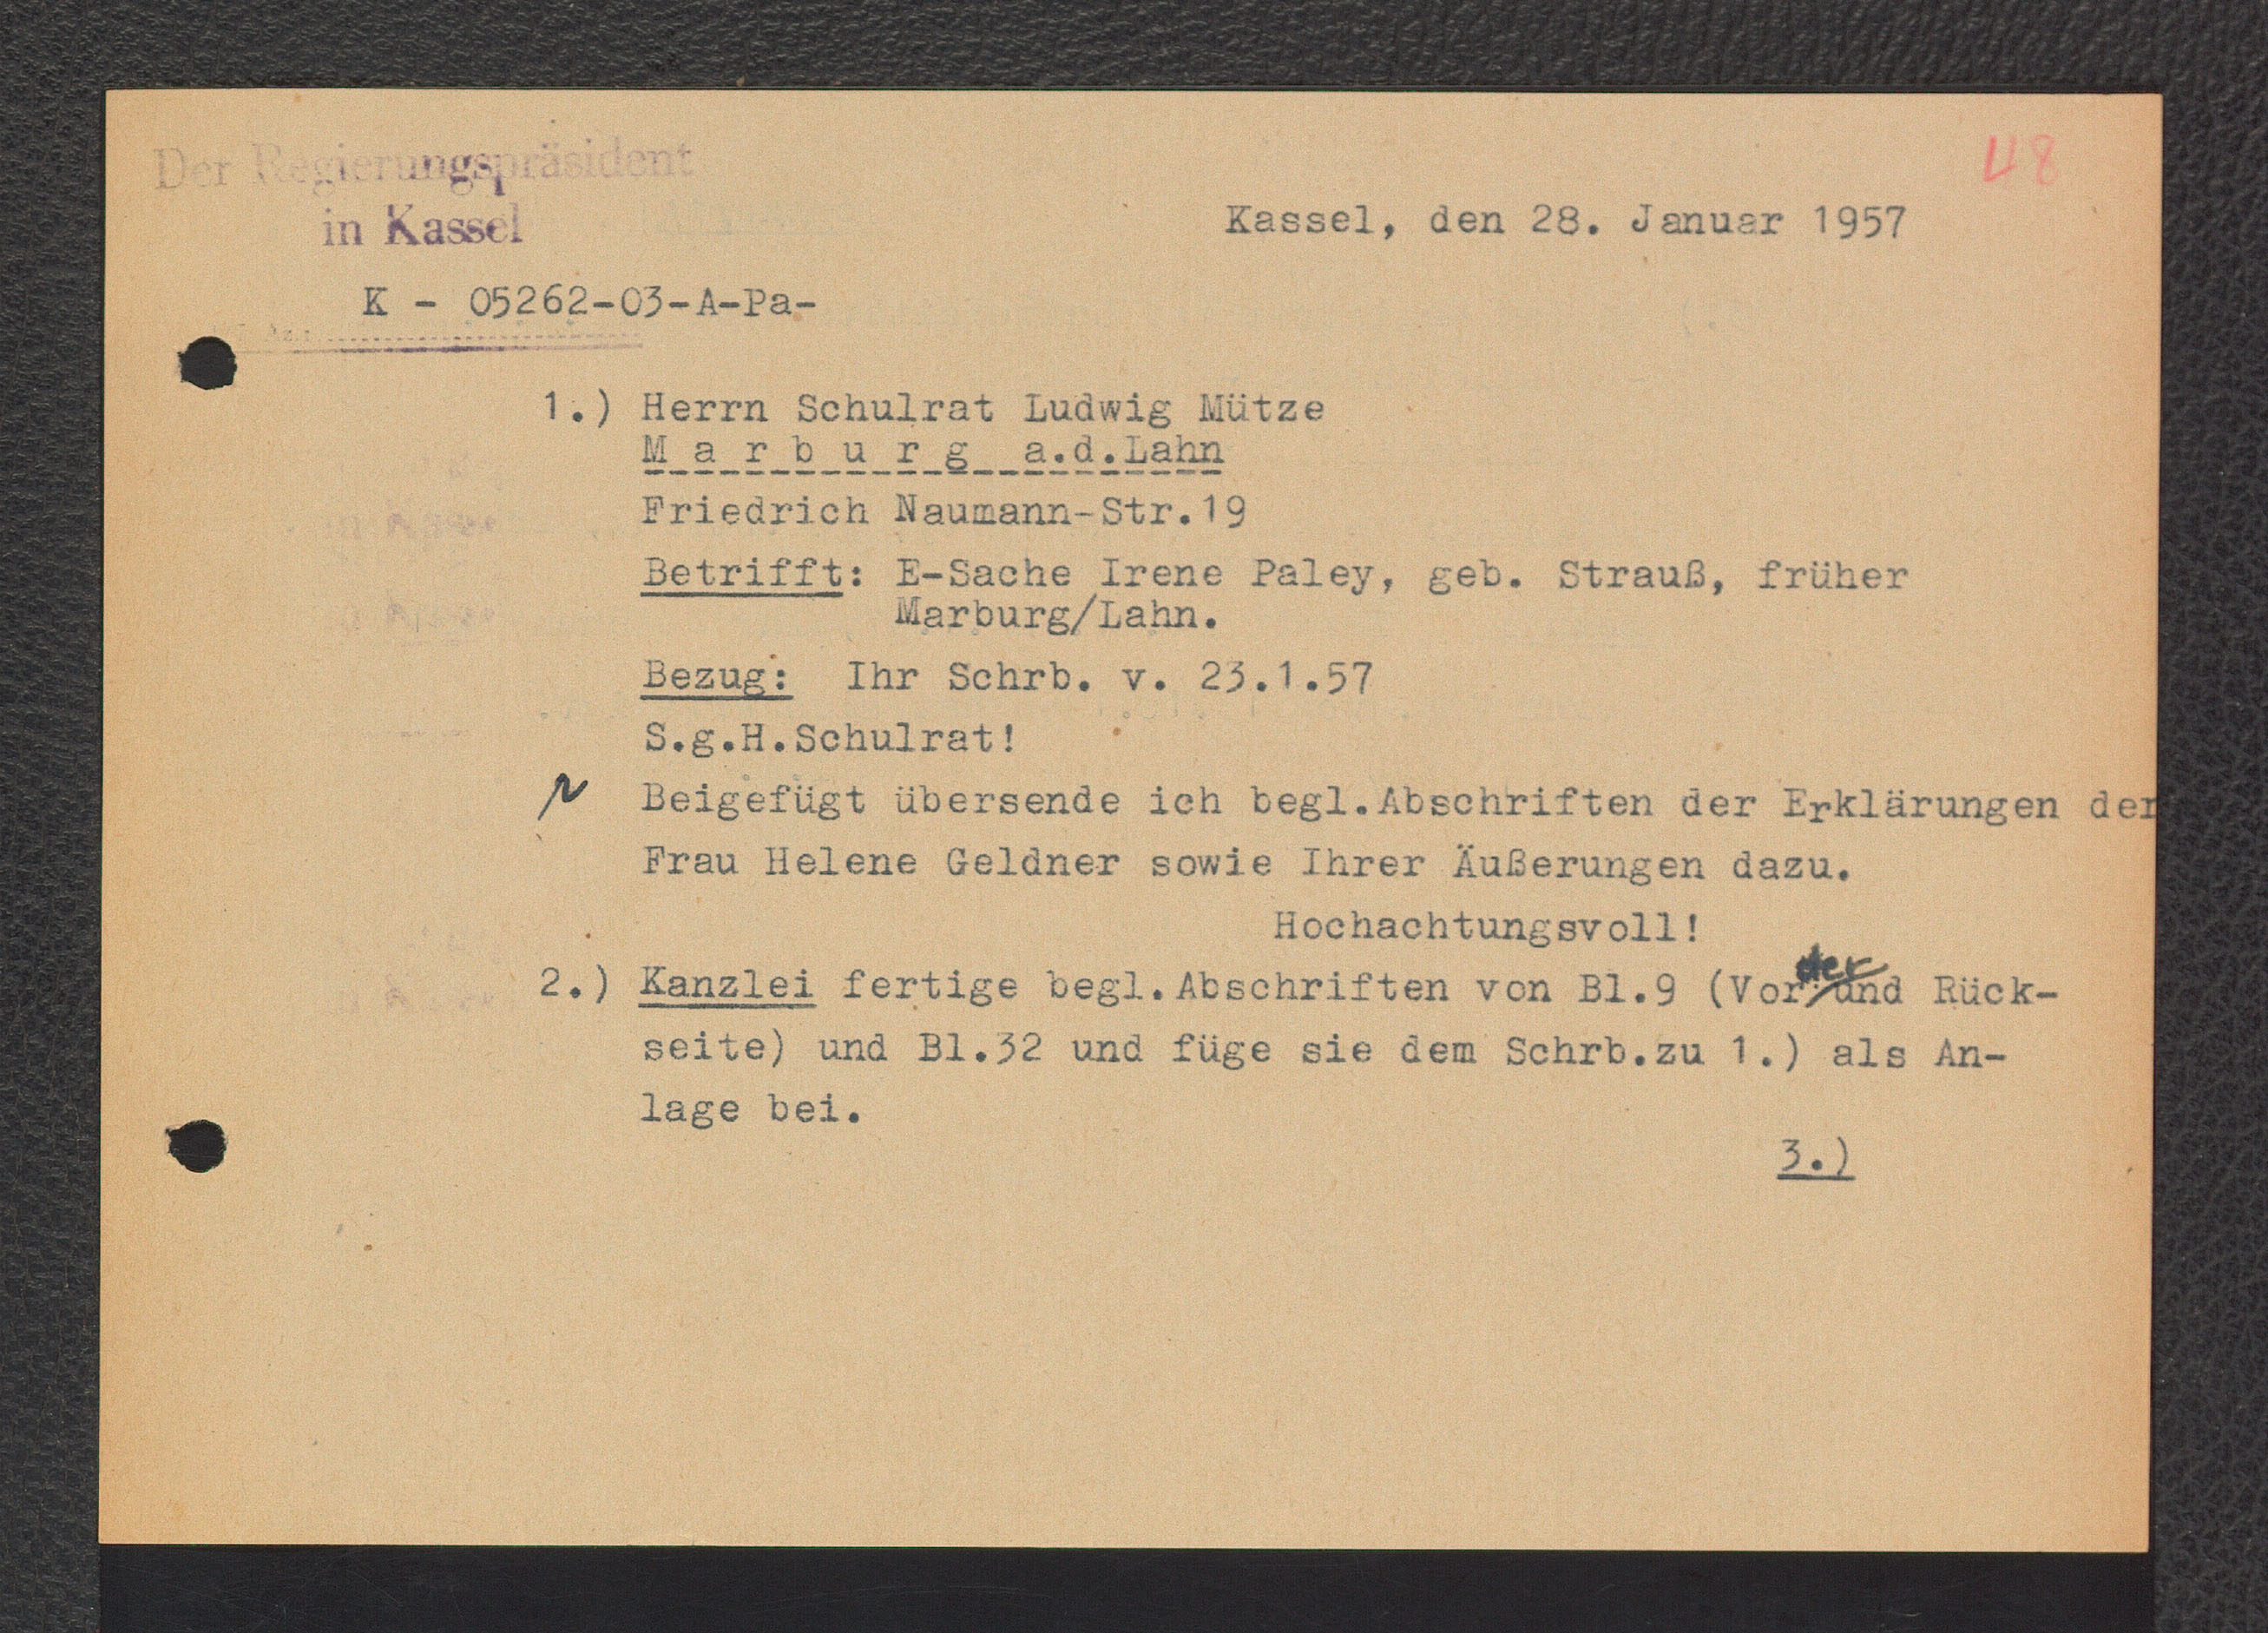 Der Regierungspräsident
in Kassel
48
Kassel, den 28. Januar 1957
K - 05262-03-A-Pa-
1.) Herrn Schulrat Ludwig Mütze
M a r b u r g a.d.Lahn
Friedrich Naumann-Str.19
Betrifft: E-Sache Irene Paley, geb. Strauß, früher
Marburg/Lahn.
Bezug: Ihr Schrb. v. 23.1.57
S.g.H.Schulrat!
Beigefügt übersende ich begl.Abschriften der Erklärungen der
Frau Helene Geldner sowie Ihrer Äußerungen dazu.
Hochachtungsvoll!
2.) Kanzlei fertige begl.Abschriften von Bl.9 (Vorder und Rück-
seite) und Bl.32 und füge sie dem Schrb.zu 1.) als An-
lage bei.
3.)